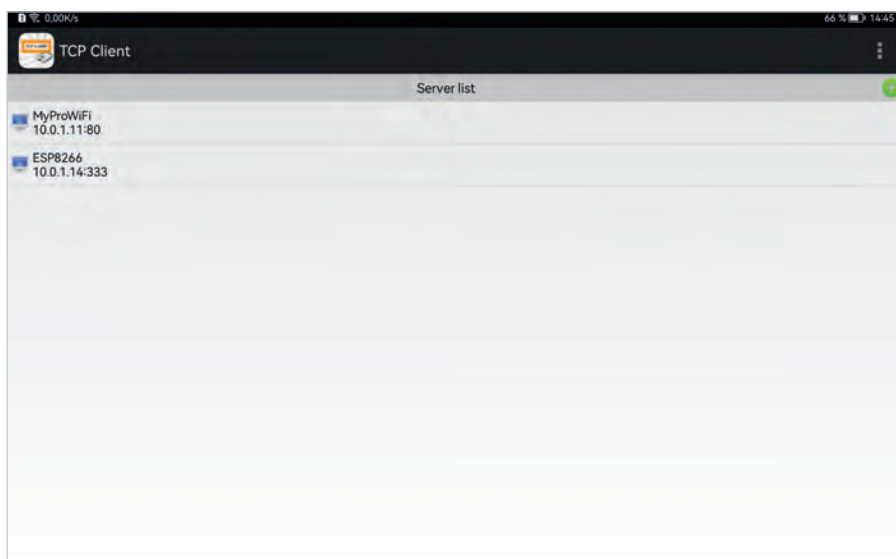 0,00K/s
66 % 14:45
TCP Client
Server list
MyProWiFi
10.0.1.11:80
ESP8266
10.0.1.14:333